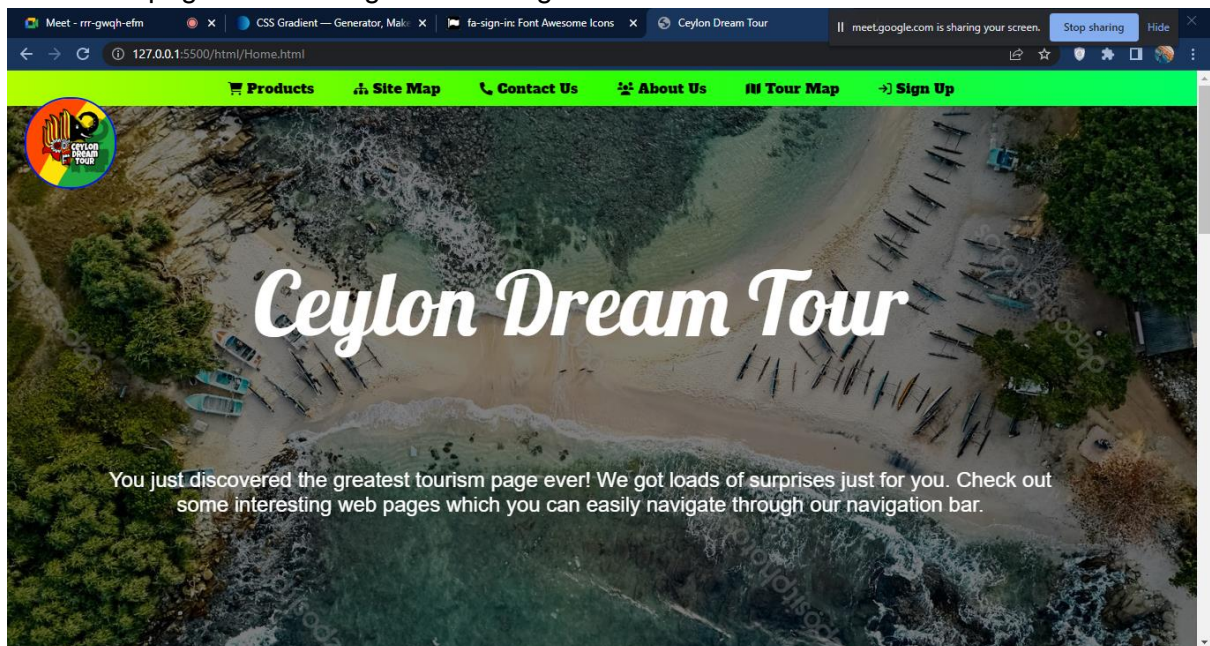 Meet - rrr-gwqh-efm
CSS Gradient — Generator, Make
fa-sign-in: Font Awesome Icons
Ceylon Dream Tour
meet.google.com is sharing your screen.
Stop sharing
Hide
127.0.0.1:5500/html/Home.html
Products
Site Map
Contact Us
About Us
Tour Map
Sign Up
CEYLON
DREAM
TOUR
Ceylon Dream Tour
You just discovered the greatest tourism page ever! We got loads of surprises just for you. Check out
some interesting web pages which you can easily navigate through our navigation bar.
depositphotos